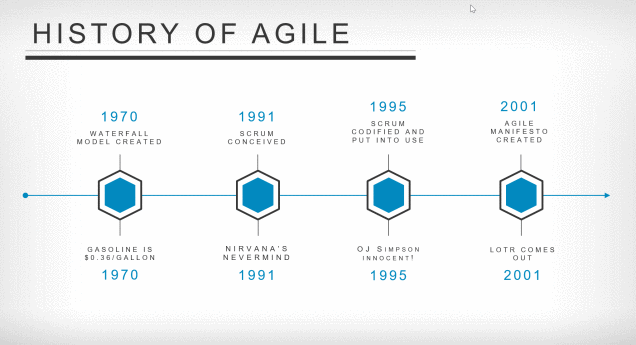 HISTORY OF AGILE
1970
WATERFALL
MODEL CREATED
1991
SCRUM
CONCEIVED
1995
SCRUM
CODIFIED AND
PUT INTO USE
2001
AGILE
MANIFESTO
CREATED
GASOLINE IS
$0.36/GALLON
1970
NIRVANA'S
NEVERMIND
1991
OJ SIMPSON
INNOCENT!
1995
LOTR COMES
OUT
2001